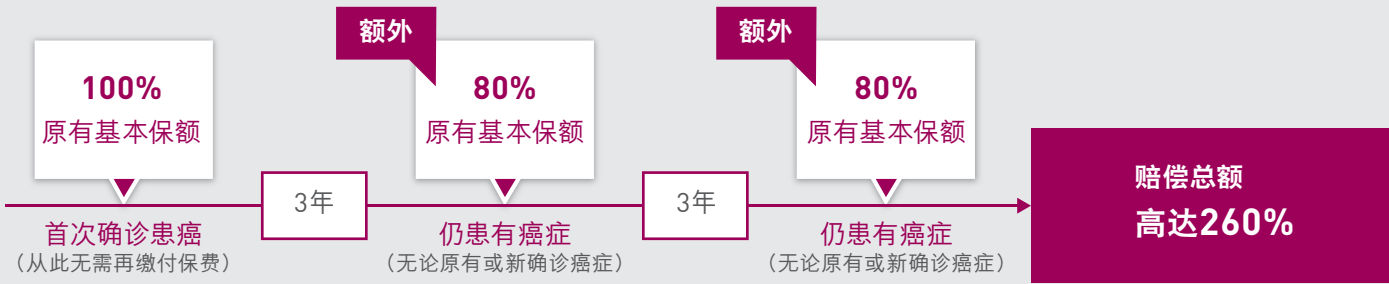 100%
原有基本保额
首次确诊患癌
（从此无需再缴付保费）
3年
额外
80%
原有基本保额
仍患有癌症
（无论原有或新确诊癌症）
3年
额外
80%
原有基本保额
仍患有癌症
（无论原有或新确诊癌症）
赔偿总额
高达260%